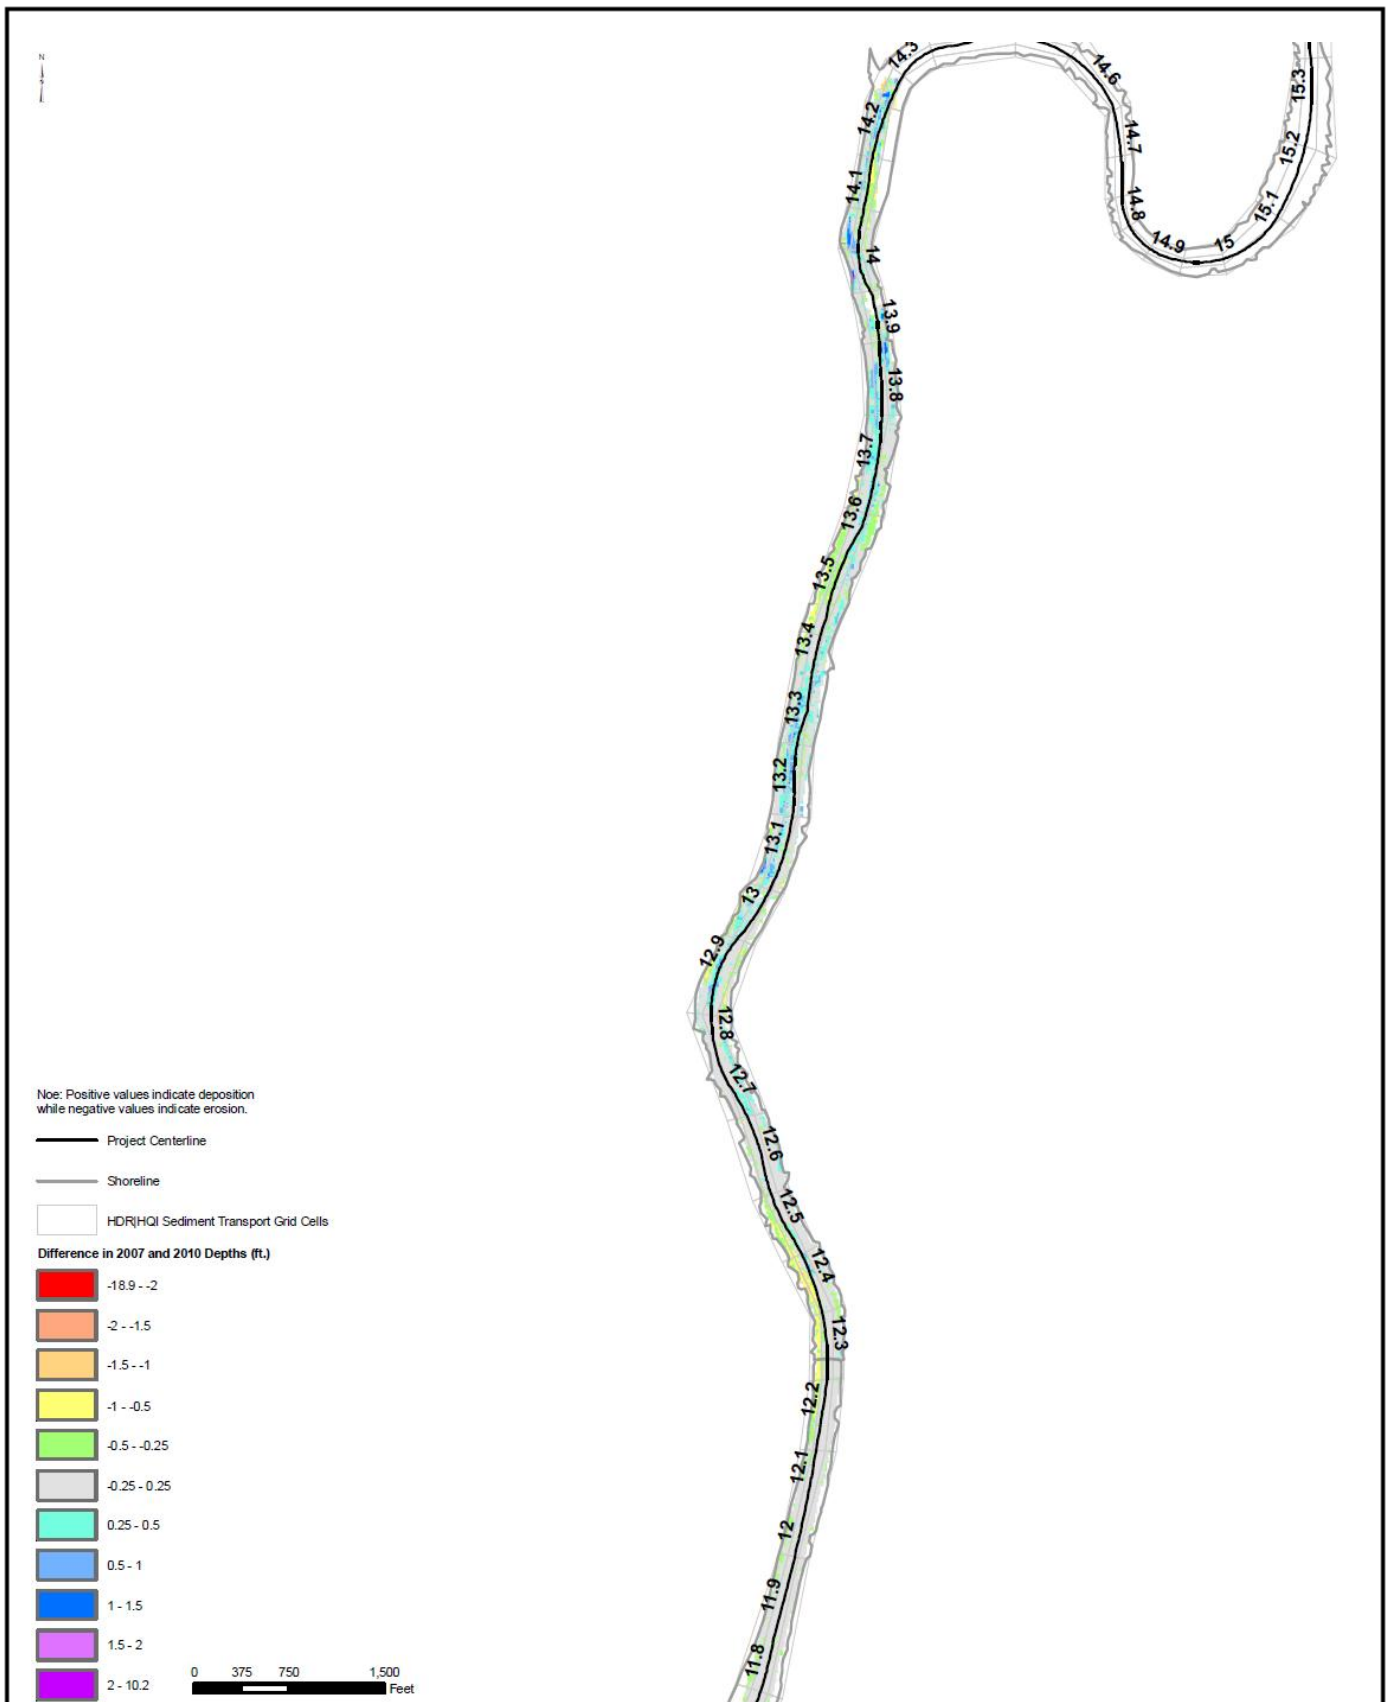 N
14.3
14.6
15.3
14.2
14.7
15.2
14.1
14.8
15.1
14.9
15
14
13.9
13.8
13.7
13.6
13.5
13.4
13.3
13.2
13.1
13
12.9
12.8
12.7
12.6
12.5
12.4
12.3
12.2
12.1
12
11.9
11.8
Noe: Positive values indicate deposition
while negative values indicate erosion.
Project Centerline
Shoreline
HDR|HQI Sediment Transport Grid Cells
Difference in 2007 and 2010 Depths (ft.)
-18.9 - -2
-2 - -1.5
-1.5 - -1
-1 - -0.5
-0.5 - -0.25
-0.25 - 0.25
0.25 - 0.5
0.5 - 1
1 - 1.5
1.5 - 2
2 - 10.2
0 375 750 1,500
Feet